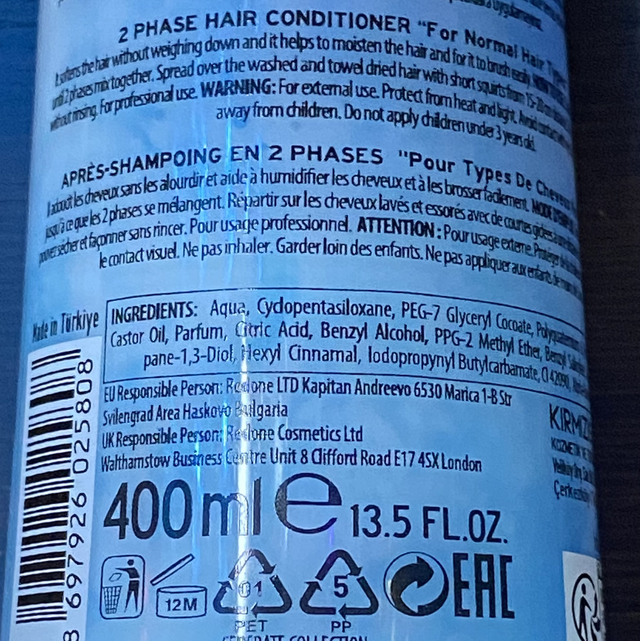 2 PHASE HAIR CONDITIONER "For Normal Hair
the hair without weighing down and it helps to moisten the hair and for it to brush easily
2 phases mix together. Spread over the washed and towel dried hair with short squirts from
without rinsing. For professional use. WARNING: For external use. Protect from heat and light. Avoid
away from children. Do not apply children under 3 years old.
APRÈS-SHAMPOING EN 2 PHASES "Pour Types De
adoucit les cheveux sans les alourdir et aide à humidifier les cheveux et à les brosser facilement.
jusqu'à ce que les 2 phases se mélangent. Répartir sur les cheveux lavés et essorés avec de courtes
sécher et façonner sans rincer. Pour usage professionnel. ATTENTION: Pour usage externe.
le contact visuel. Ne pas inhaler. Garder loin des enfants. Ne pas appliquer aux enfants
Made in Türkiye
INGREDIENTS: Aqua, Cydopentasiloxane, PEG-7 Glyceryl Cocoate,
Castor Oil, Parfum, Citric Acid, Benzyl Alcohol, PPG-2 Methyl Ether, Benzyl
pane-1,3-Diol, Hexyl Cinnamal, Iodopropynyl Butylcarbamate, CI 42090,
EU Responsible Person: Redone LTD Kapitan Andreevo 6530 Marica 1-B Str
Svilengrad Area Haskovo Bulgaria
UK Responsible Person: Redone Cosmetics Ltd
Walthamstow Business Centre Unit 8 Clifford Road E17 4SX London
400 ml e 13.5 FL.OZ.
8 697926 025808
12M
01
PET
5
PP
EAC